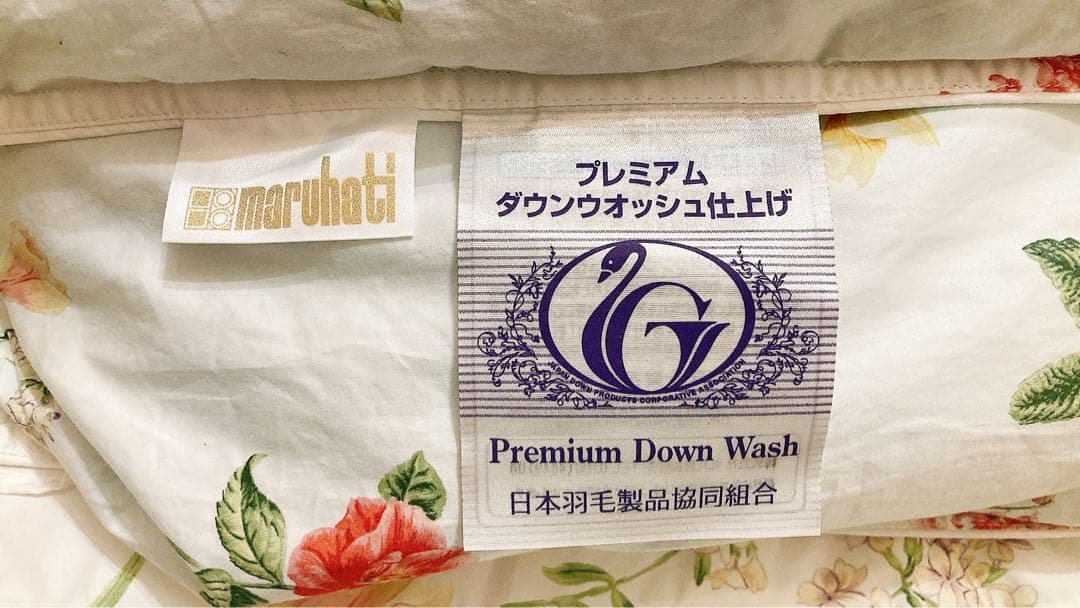 maruhati
プレミアム
ダウンウオッシュ仕上げ
G
JAPAN DOWN PRODUCTS CORPORATIVE ASSOCIATION
Premium Down Wash
日本羽毛製品協同組合